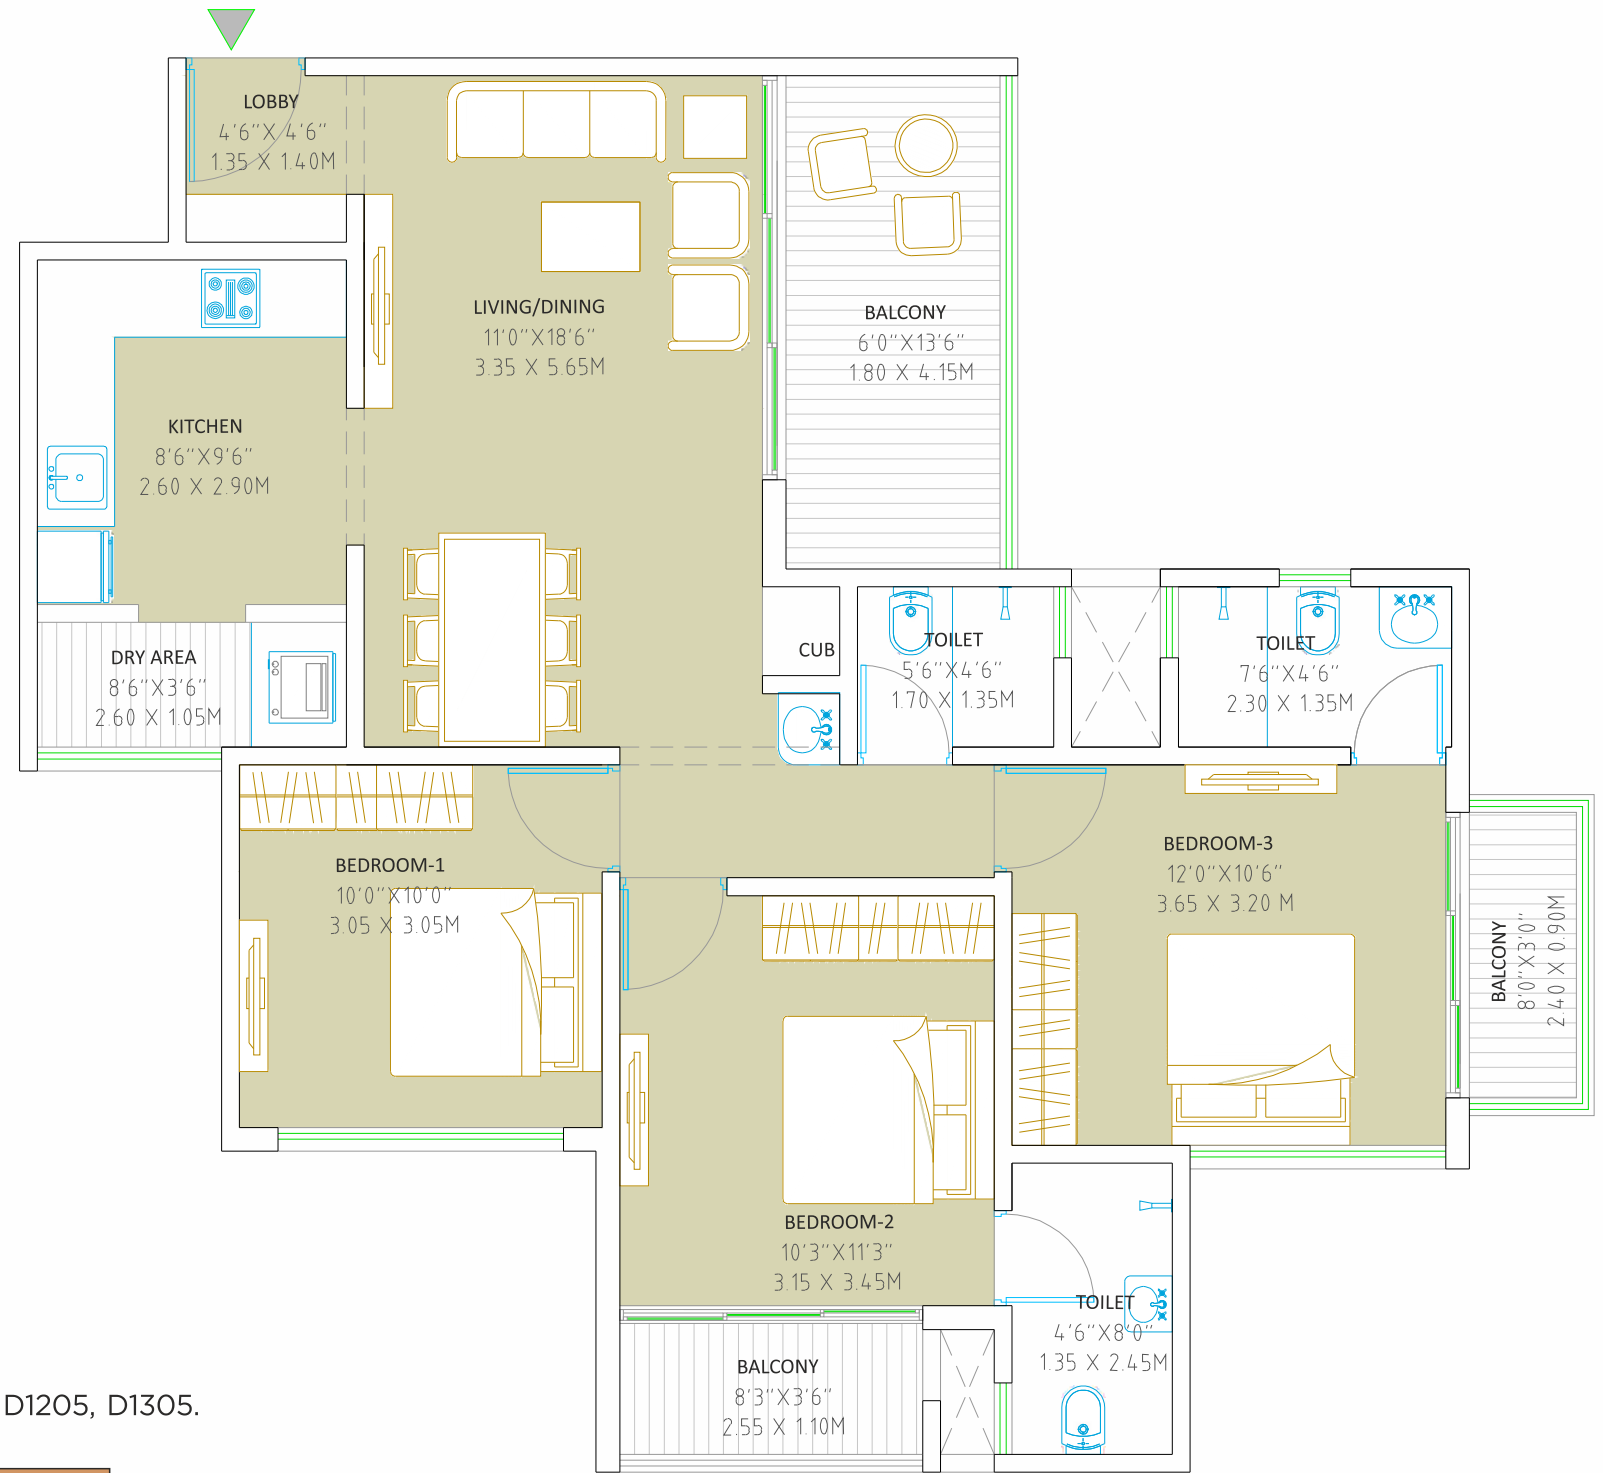 LOBBY
4'6"X 4'6"
1.35 X 1.40M
LIVING/DINING
11'0"X18'6"
3.35 X 5.65M
BALCONY
6'0"X13'6"
1.80 X 4.15M
KITCHEN
8'6"X9'6"
2.60 X 2.90M
DRY AREA
8'6"X3'6"
2.60 X 1.05M
CUB
TOILET
5'6"X4'6"
1.70 X 1.35M
TOILET
7'6"X4'6"
2.30 X 1.35M
BEDROOM-1
10'0"X10'0"
3.05 X 3.05M
BEDROOM-3
12'0"X10'6"
3.65 X 3.20 M
BALCONY
8'0"X3'0"
2.40 X 0.90M
BEDROOM-2
10'3"X11'3"
3.15 X 3.45M
TOILET
4'6"X8'0"
1.35 X 2.45M
BALCONY
8'3"X3'6"
2.55 X 1.10M
D1205, D1305.